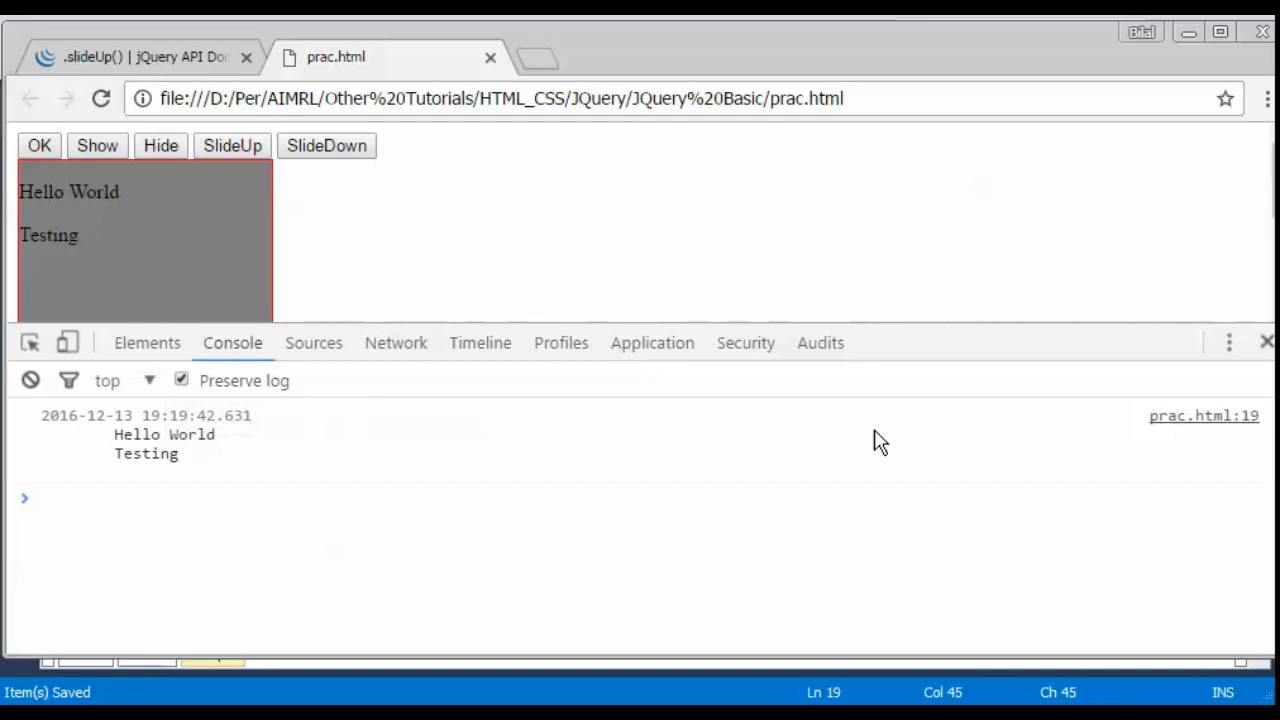 Bilal
.slideUp() | jQuery API Doc
prac.html
file:///D:/Per/AIMRL/Other%20Tutorials/HTML_CSS/JQuery/JQuery%20Basic/prac.html
OK Show Hide SlideUp SlideDown
Hello World
Testing
Elements Console Sources Network Timeline Profiles Application Security Audits
top Preserve log
2016-12-13 19:19:42.631 prac.html:19
Hello World
Testing
Item(s) Saved Ln 19 Col 45 Ch 45 INS